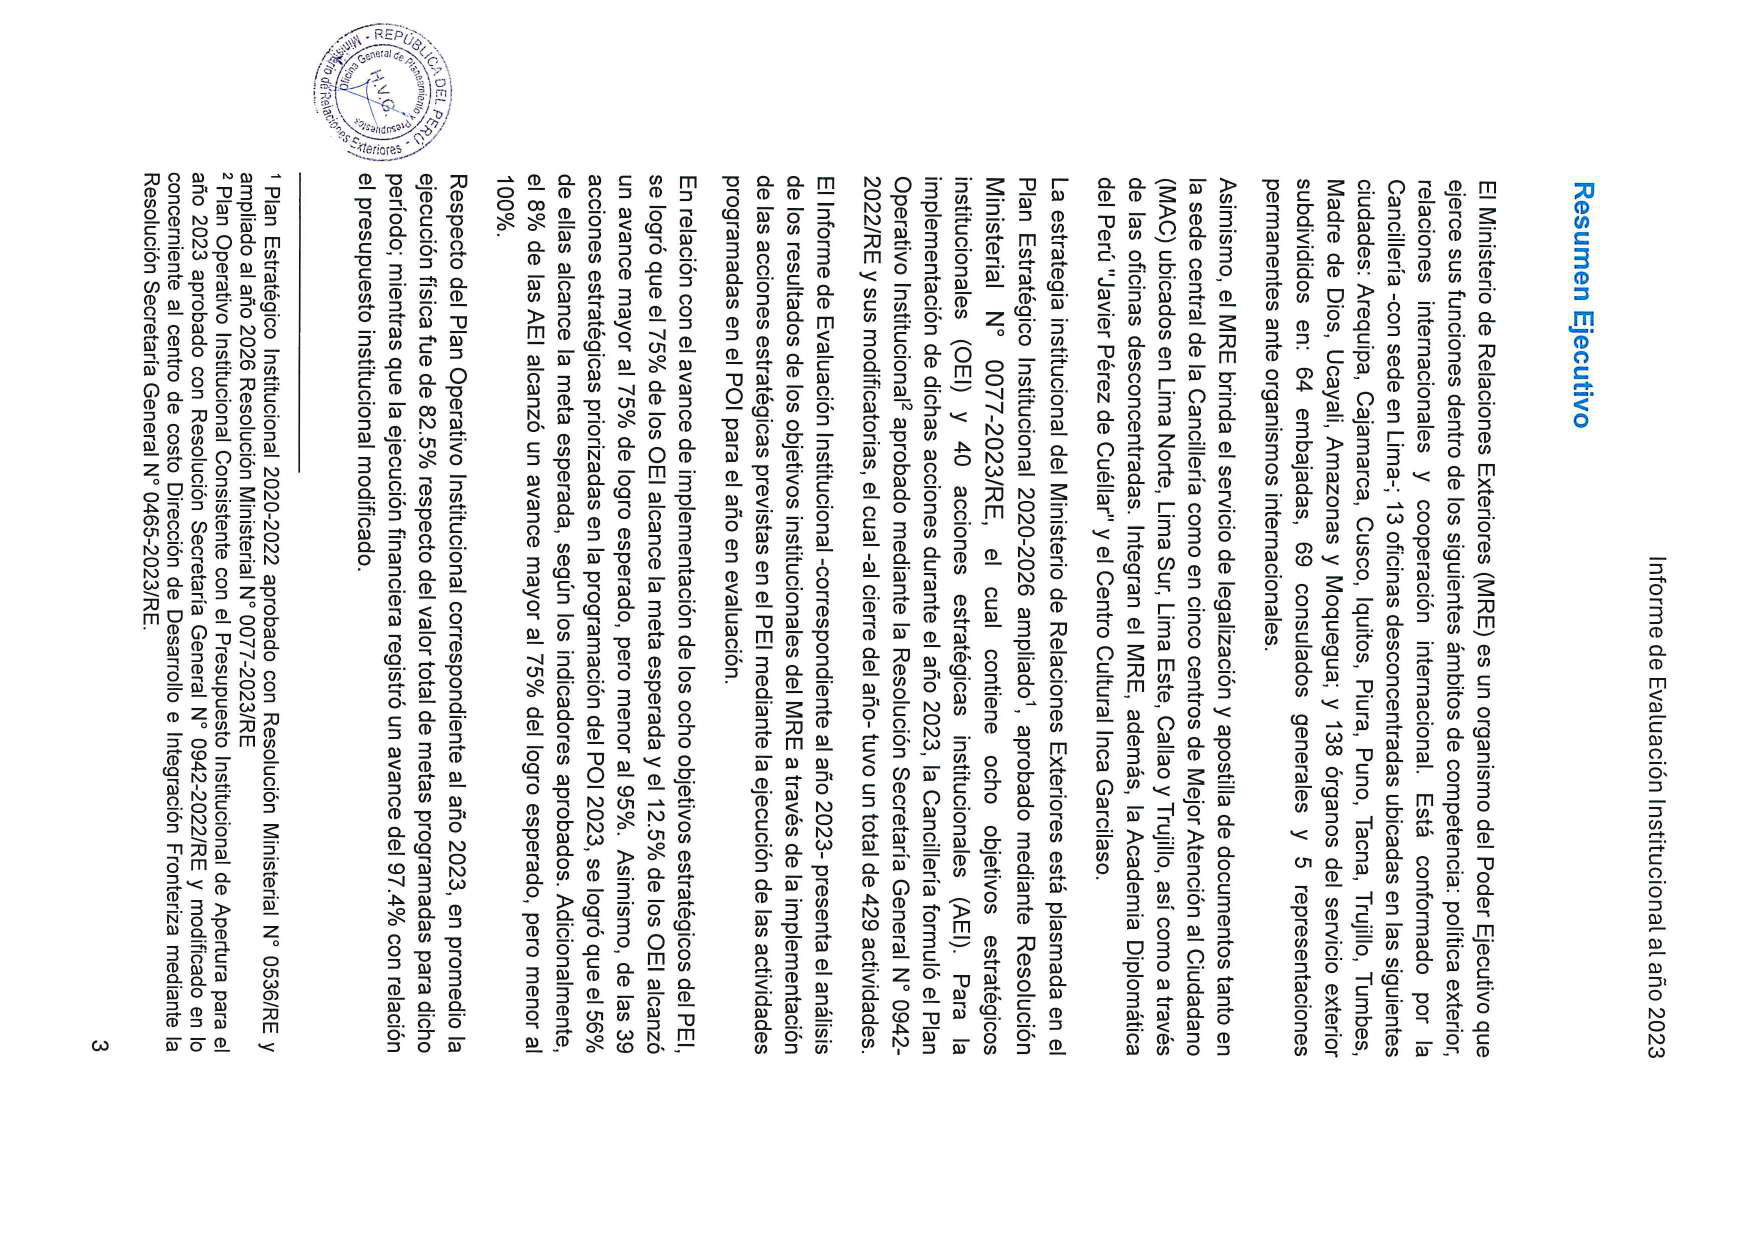 Informe de Evaluación Institucional al año 2023
Resumen Ejecutivo
El Ministerio de Relaciones Exteriores (MRE) es un organismo del Poder Ejecutivo que
ejerce sus funciones dentro de los siguientes ámbitos de competencia: política exterior,
relaciones internacionales y cooperación internacional. Está conformado por la
Cancillería -con sede en Lima-; 13 oficinas desconcentradas ubicadas en las siguientes
ciudades: Arequipa, Cajamarca, Cusco, Iquitos, Piura, Puno, Tacna, Trujillo, Tumbes,
Madre de Dios, Ucayali, Amazonas y Moquegua; y 138 órganos del servicio exterior
subdivididos en: 64 embajadas, 69 consulados generales y 5 representaciones
permanentes ante organismos internacionales.
Asimismo, el MRE brinda el servicio de legalización y apostilla de documentos tanto en
la sede central de la Cancillería como en cinco centros de Mejor Atención al Ciudadano
(MAC) ubicados en Lima Norte, Lima Sur, Lima Este, Callao y Trujillo, así como a través
de las oficinas desconcentradas. Integran el MRE, además, la Academia Diplomática
del Perú "Javier Pérez de Cuéllar" y el Centro Cultural Inca Garcilaso.
La estrategia institucional del Ministerio de Relaciones Exteriores está plasmada en el
Plan Estratégico Institucional 2020-2026 ampliado¹, aprobado mediante Resolución
Ministerial N° 0077-2023/RE, el cual contiene ocho objetivos estratégicos
institucionales (OEI) y 40 acciones estratégicas institucionales (AEI). Para la
implementación de dichas acciones durante el año 2023, la Cancillería formuló el Plan
Operativo Institucional² aprobado mediante la Resolución Secretaría General N° 0942-
2022/RE y sus modificatorias, el cual -al cierre del año- tuvo un total de 429 actividades.
El Informe de Evaluación Institucional -correspondiente al año 2023- presenta el análisis
de los resultados de los objetivos institucionales del MRE a través de la implementación
de las acciones estratégicas previstas en el PEI mediante la ejecución de las actividades
programadas en el POI para el año en evaluación.
En relación con el avance de implementación de los ocho objetivos estratégicos del PEI,
se logró que el 75% de los OEI alcance la meta esperada y el 12.5% de los OEI alcanzó
un avance mayor al 75% de logro esperado, pero menor al 95%. Asimismo, de las 39
acciones estratégicas priorizadas en la programación del POI 2023, se logró que el 56%
de ellas alcance la meta esperada, según los indicadores aprobados. Adicionalmente,
el 8% de las AEI alcanzó un avance mayor al 75% del logro esperado, pero menor al
100%.
Respecto del Plan Operativo Institucional correspondiente al año 2023, en promedio la
ejecución física fue de 82.5% respecto del valor total de metas programadas para dicho
período; mientras que la ejecución financiera registró un avance del 97.4% con relación
el presupuesto institucional modificado.
REPÚBLICA DEL PERÚ - Ministerio de Relaciones Exteriores -
Oficina General de Planeamiento y Presupuesto
H.V.G.
¹ Plan Estratégico Institucional 2020-2022 aprobado con Resolución Ministerial N° 0536/RE y
ampliado al año 2026 Resolución Ministerial N° 0077-2023/RE
² Plan Operativo Institucional Consistente con el Presupuesto Institucional de Apertura para el
año 2023 aprobado con Resolución Secretaría General N° 0942-2022/RE y modificado en lo
concerniente al centro de costo Dirección de Desarrollo e Integración Fronteriza mediante la
Resolución Secretaría General N° 0465-2023/RE.
3